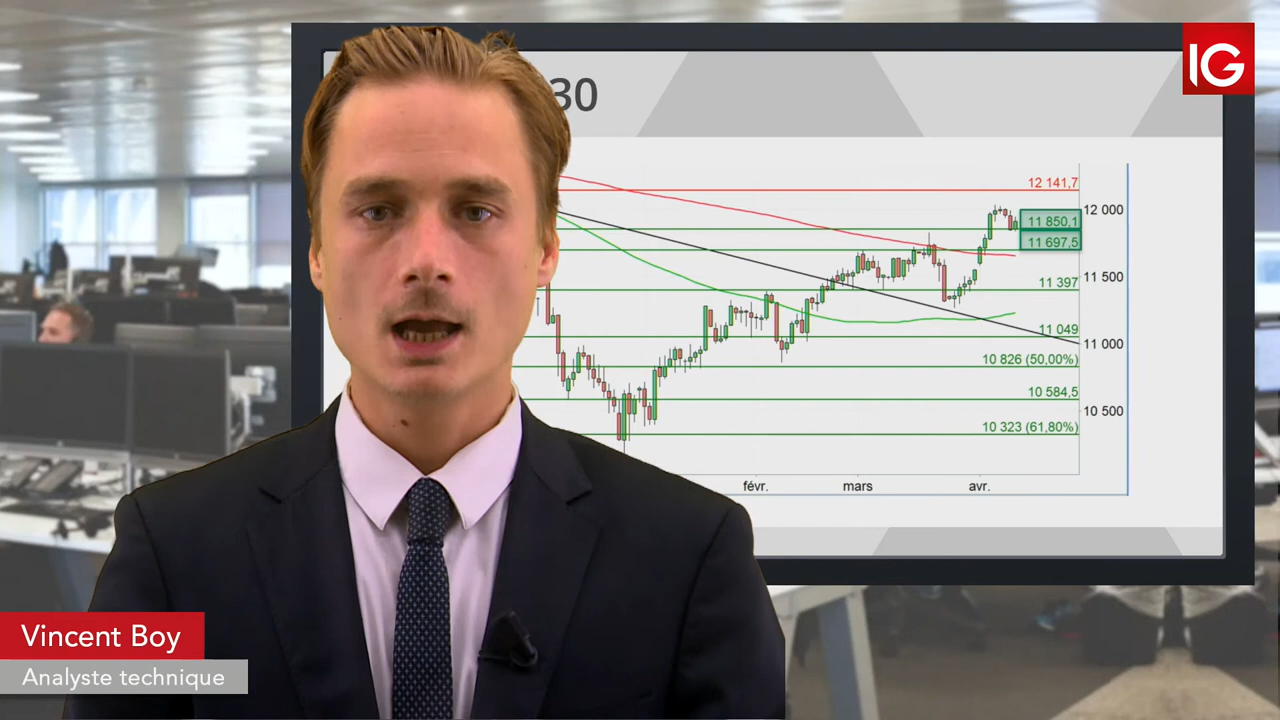 IG
30
12 141,7
12 000
11 850,1
11 697,5
11 500
11 397
11 049
11 000
10 826 (50,00%)
10 584,5
10 500
10 323 (61,80%)
févr.
mars
avr.
Vincent Boy
Analyste technique